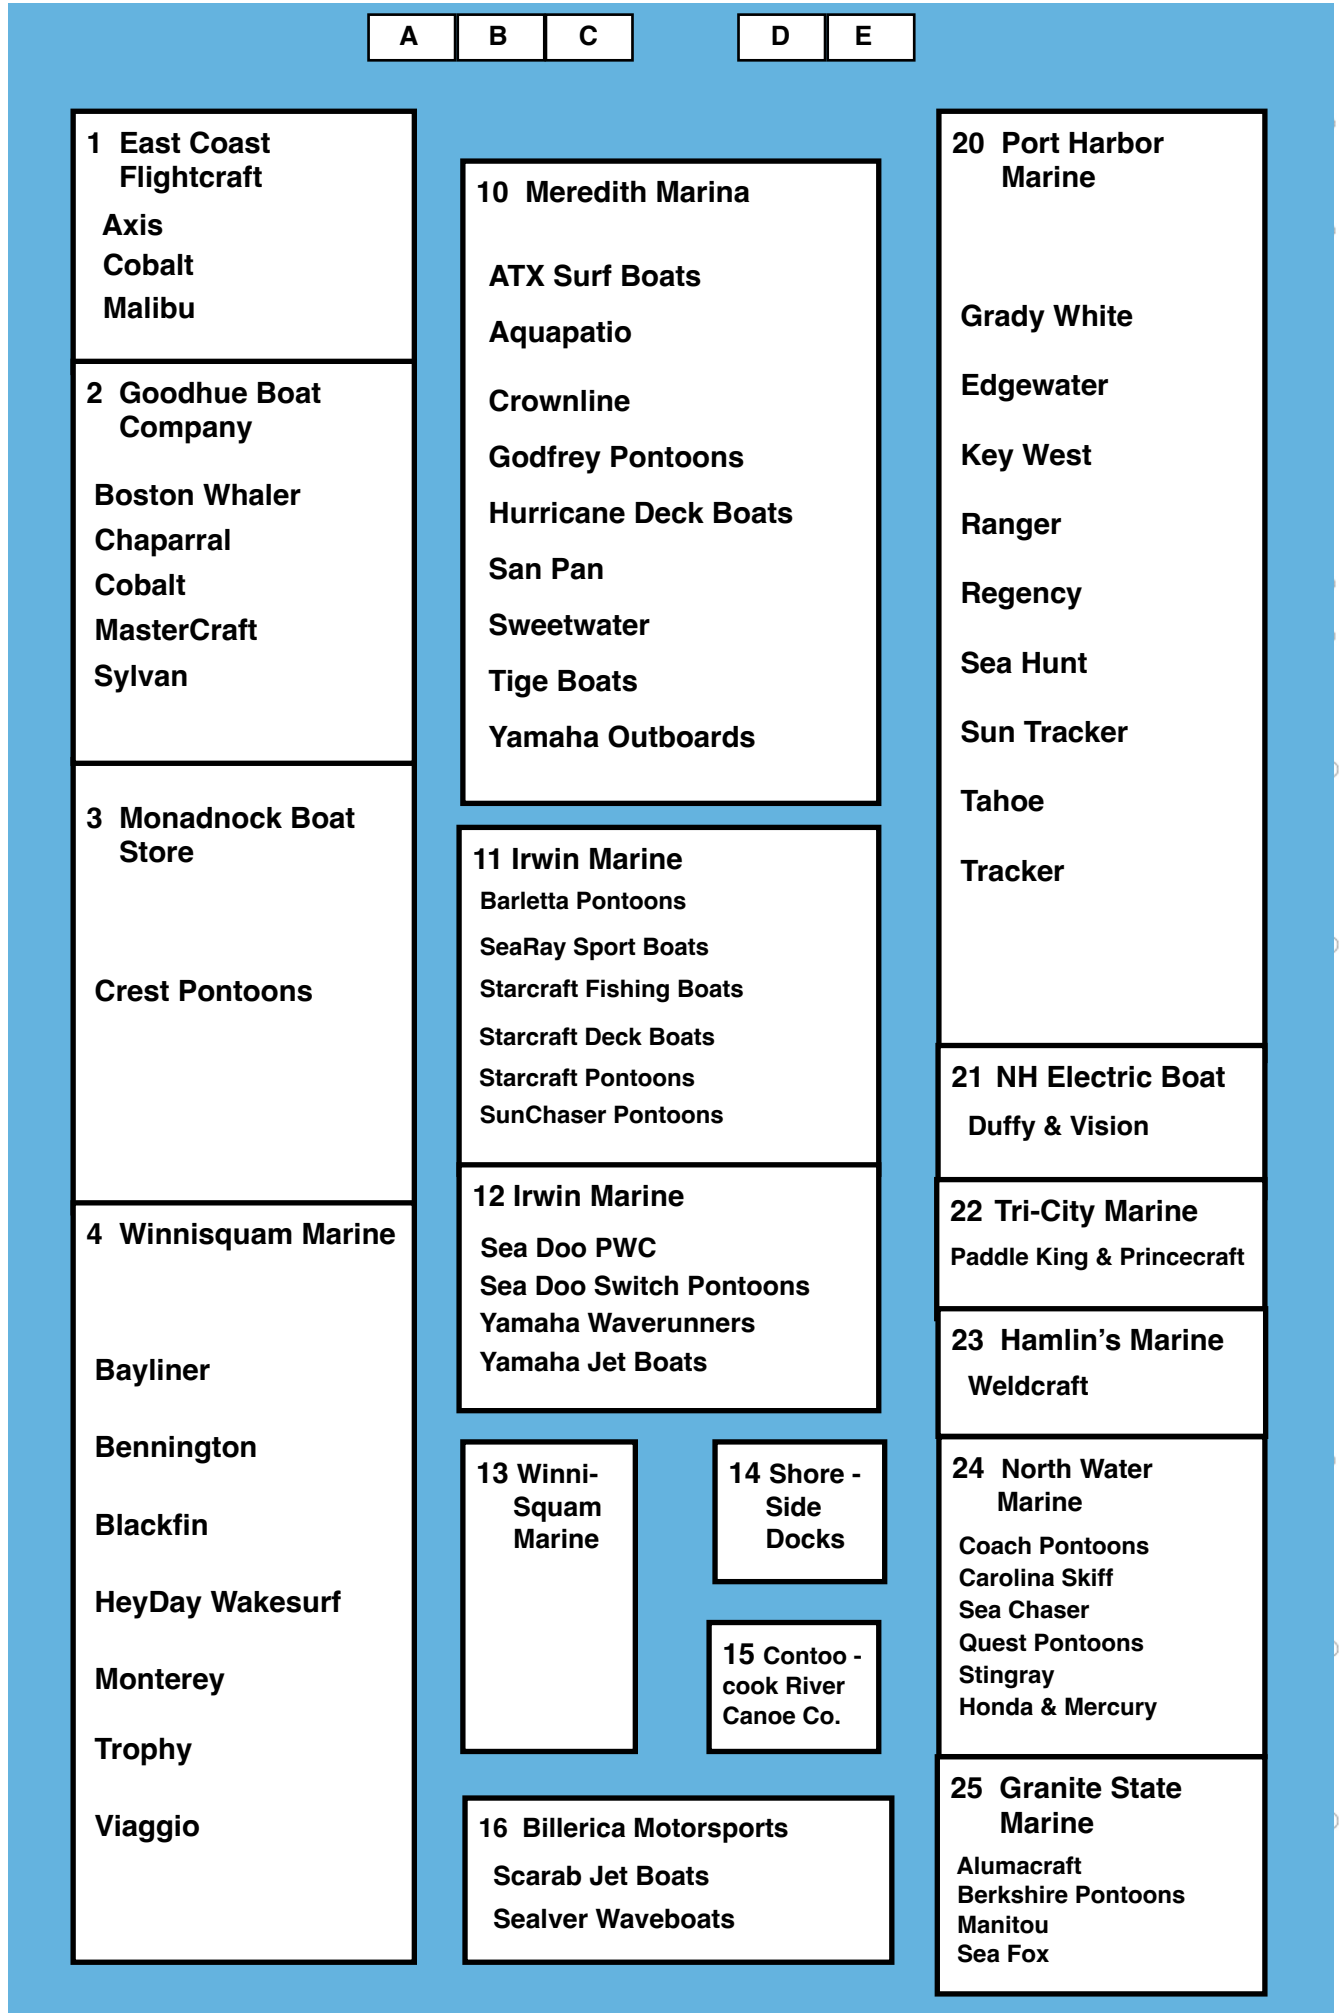 A B C D E
1 East Coast
Flightcraft
Axis
Cobalt
Malibu
2 Goodhue Boat
Company
Boston Whaler
Chaparral
Cobalt
MasterCraft
Sylvan
3 Monadnock Boat
Store
Crest Pontoons
4 Winnisquam Marine
Bayliner
Bennington
Blackfin
HeyDay Wakesurf
Monterey
Trophy
Viaggio
10 Meredith Marina
ATX Surf Boats
Aquapatio
Crownline
Godfrey Pontoons
Hurricane Deck Boats
San Pan
Sweetwater
Tige Boats
Yamaha Outboards
11 Irwin Marine
Barletta Pontoons
SeaRay Sport Boats
Starcraft Fishing Boats
Starcraft Deck Boats
Starcraft Pontoons
SunChaser Pontoons
12 Irwin Marine
Sea Doo PWC
Sea Doo Switch Pontoons
Yamaha Waverunners
Yamaha Jet Boats
13 Winni-
Squam
Marine
14 Shore -
Side
Docks
15 Contoo -
cook River
Canoe Co.
16 Billerica Motorsports
Scarab Jet Boats
Sealver Waveboats
20 Port Harbor
Marine
Grady White
Edgewater
Key West
Ranger
Regency
Sea Hunt
Sun Tracker
Tahoe
Tracker
21 NH Electric Boat
Duffy & Vision
22 Tri-City Marine
Paddle King & Princecraft
23 Hamlin's Marine
Weldcraft
24 North Water
Marine
Coach Pontoons
Carolina Skiff
Sea Chaser
Quest Pontoons
Stingray
Honda & Mercury
25 Granite State
Marine
Alumacraft
Berkshire Pontoons
Manitou
Sea Fox